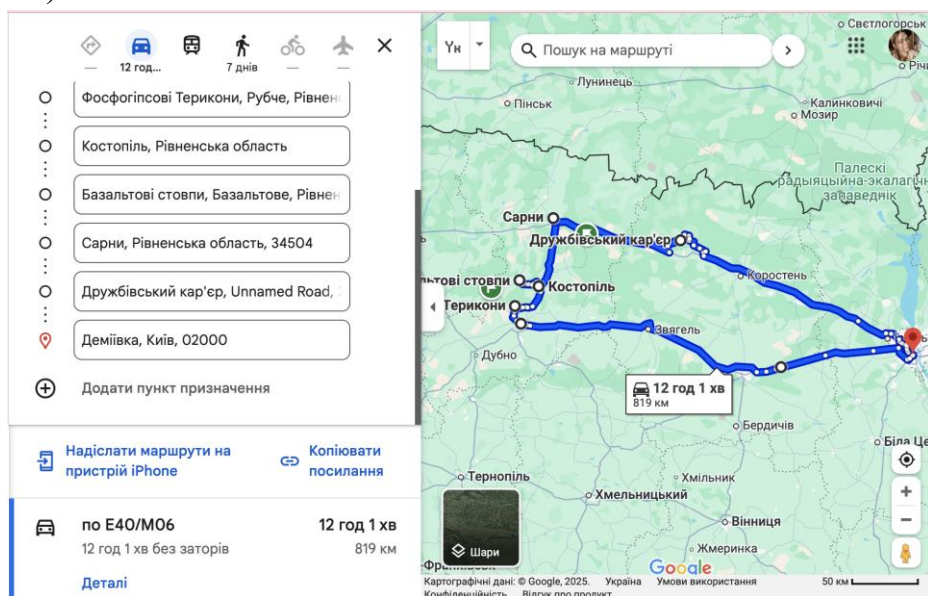 12 год...
7 днів
Фосфогіпсові Терикони, Рубче, Рівнен
Костопіль, Рівненська область
Базальтові стовпи, Базальтове, Рівнен
Сарни, Рівненська область, 34504
Дружбівський кар'єр, Unnamed Road,
Деміївка, Київ, 02000
Додати пункт призначення
Надіслати маршрути на
пристрій iPhone
Копіювати
посилання
по E40/M06
12 год 1 хв
12 год 1 хв без заторів
819 км
Деталі
Ун
Пошук на маршруті
Светлогорськ
Річи
Лунинець
Пінськ
Калинковичі
Мозир
Палескі
радыяцыйна-экалагічн
запаведнік
Сарни
Дружбівський кар'єр
Коростень
льтові стовпи
Костопіль
Терикони
Звягель
Дубно
12 год 1 хв
819 км
Бердичів
Біла Це
Тернопіль
Хмільник
Хмельницький
Вінниця
Жмеринка
Шари
Google
Картографічні дані: © Google, 2025.
Україна
Умови використання
50 км
Конфіденційність
Відгук про продукт